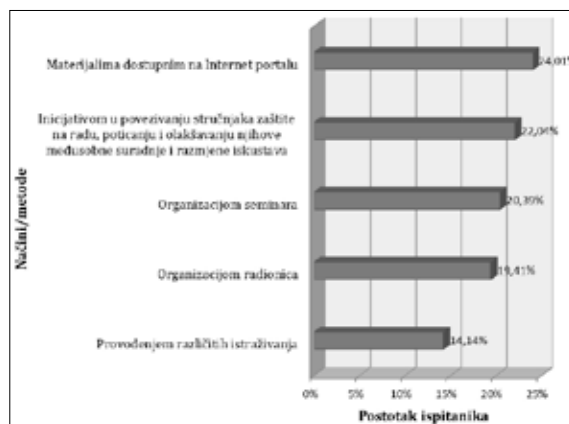 Načini/metode
Materijalima dostupnim na Internet portalu
24,01%
Inicijativom u povezivanju stručnjaka zaštite
na radu, poticanju i olakšavanju njihove
međusobne suradnje i razmjene iskustava
22,04%
Organizacijom seminara
20,39%
Organizacijom radionica
19,41%
Provođenjem različitih istraživanja
14,14%
0% 5% 10% 15% 20% 25%
Postotak ispitanika